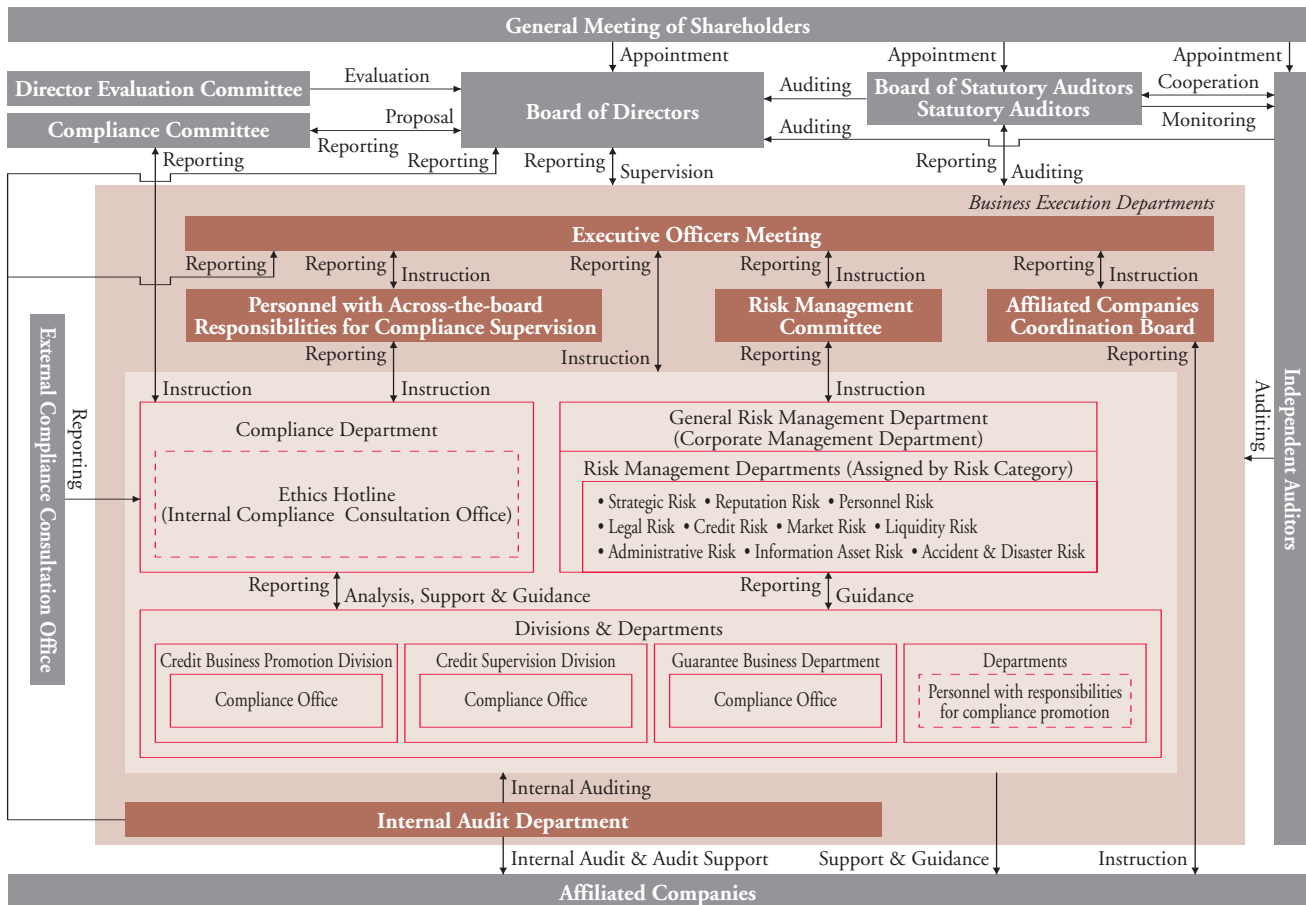 General Meeting of Shareholders
Appointment
Appointment
Appointment
Director Evaluation Committee
Evaluation
Board of Directors
Auditing
Board of Statutory Auditors
Statutory Auditors
Cooperation
Monitoring
Compliance Committee
Proposal
Reporting
Auditing
Reporting
Reporting
Reporting
Supervision
Reporting
Auditing
Business Execution Departments
Executive Officers Meeting
Reporting
Reporting
Instruction
Reporting
Reporting
Instruction
Reporting
Instruction
Personnel with Across-the-board
Responsibilities for Compliance Supervision
Risk Management
Committee
Affiliated Companies
Coordination Board
Reporting
Instruction
Reporting
Reporting
Instruction
Instruction
Instruction
External Compliance Consultation Office
Reporting
Independent Auditors
Auditing
Compliance Department
Ethics Hotline
(Internal Compliance Consultation Office)
General Risk Management Department
(Corporate Management Department)
Risk Management Departments (Assigned by Risk Category)
• Strategic Risk • Reputation Risk • Personnel Risk
• Legal Risk • Credit Risk • Market Risk • Liquidity Risk
• Administrative Risk • Information Asset Risk • Accident & Disaster Risk
Reporting
Analysis, Support & Guidance
Reporting
Guidance
Divisions & Departments
Credit Business Promotion Division
Compliance Office
Credit Supervision Division
Compliance Office
Guarantee Business Department
Compliance Office
Departments
Personnel with responsibilities
for compliance promotion
Internal Auditing
Internal Audit Department
Internal Audit & Audit Support
Support & Guidance
Instruction
Affiliated Companies